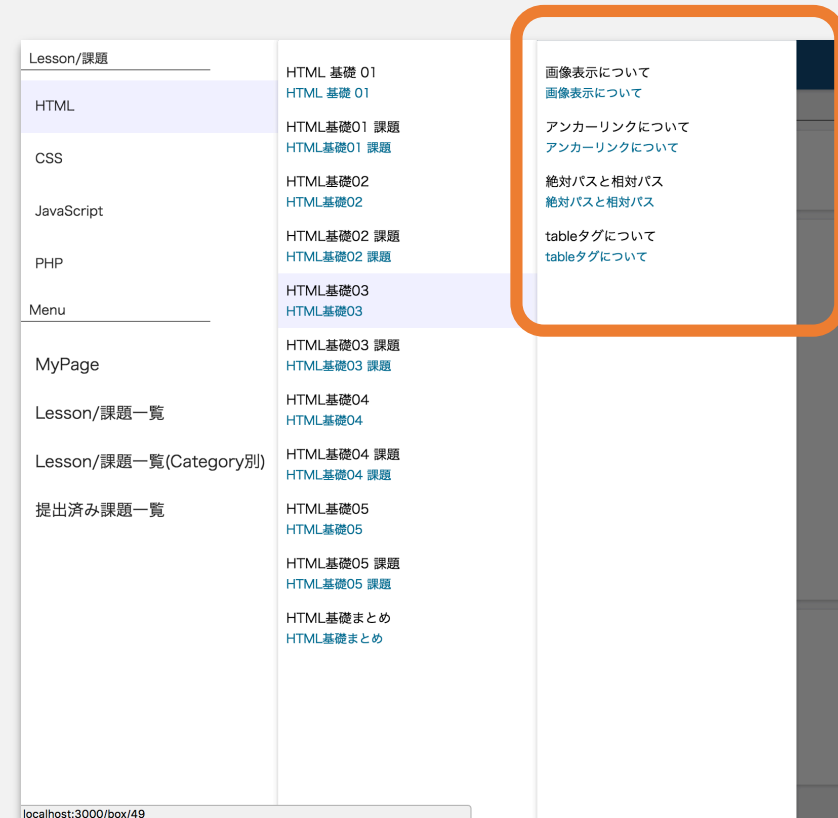 Lesson/課題
HTML
CSS
JavaScript
PHP
Menu
MyPage
Lesson/課題一覧
Lesson/課題一覧(Category別)
提出済み課題一覧
HTML 基礎 01
HTML 基礎 01
HTML基礎01 課題
HTML基礎01 課題
HTML基礎02
HTML基礎02
HTML基礎02 課題
HTML基礎02 課題
HTML基礎03
HTML基礎03
HTML基礎03 課題
HTML基礎03 課題
HTML基礎04
HTML基礎04
HTML基礎04 課題
HTML基礎04 課題
HTML基礎05
HTML基礎05
HTML基礎05 課題
HTML基礎05 課題
HTML基礎まとめ
HTML基礎まとめ
画像表示について
画像表示について
アンカーリンクについて
アンカーリンクについて
絶対パスと相対パス
絶対パスと相対パス
tableタグについて
tableタグについて
localhost:3000/box/49